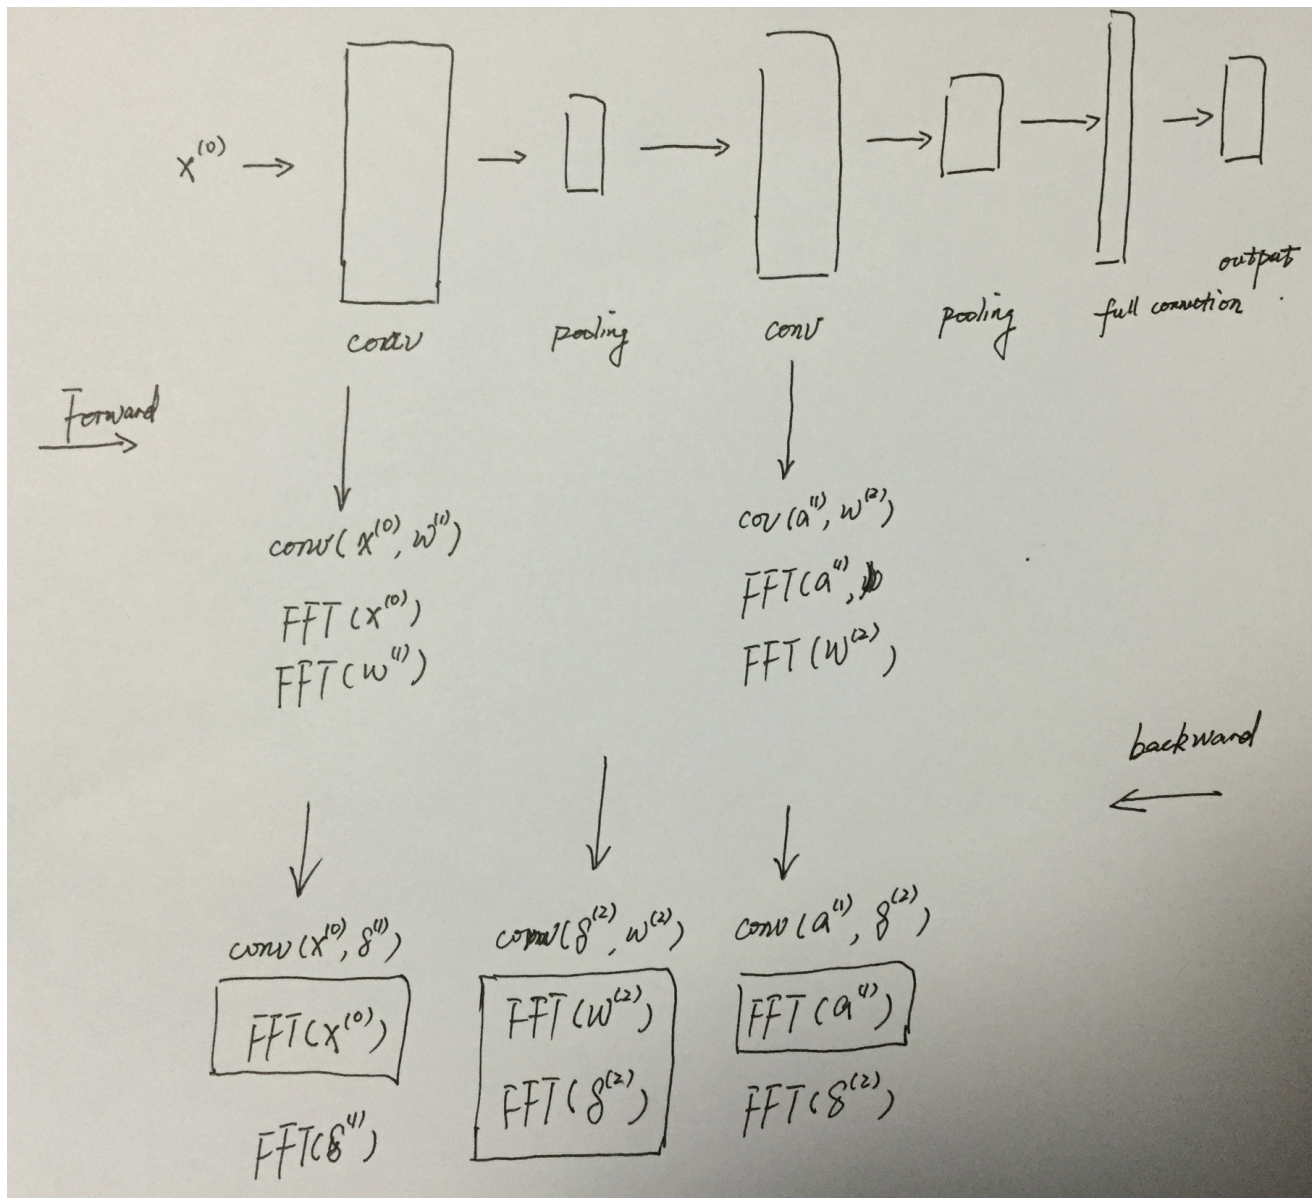 x^(0)
conv
pooling
conv
pooling
full connection
output
Forward
conv(x^(0), w^(1))
FFT(x^(0))
FFT(w^(1))
cov(a^(1), w^(2))
FFT(a^(1),
FFT(w^(2))
backward
conv(x^(0), δ^(1))
FFT(x^(0))
FFT(δ^(1))
conv(δ^(2), w^(2))
FFT(w^(2))
FFT(δ^(2))
conv(a^(1), δ^(2))
FFT(a^(1))
FFT(δ^(2))